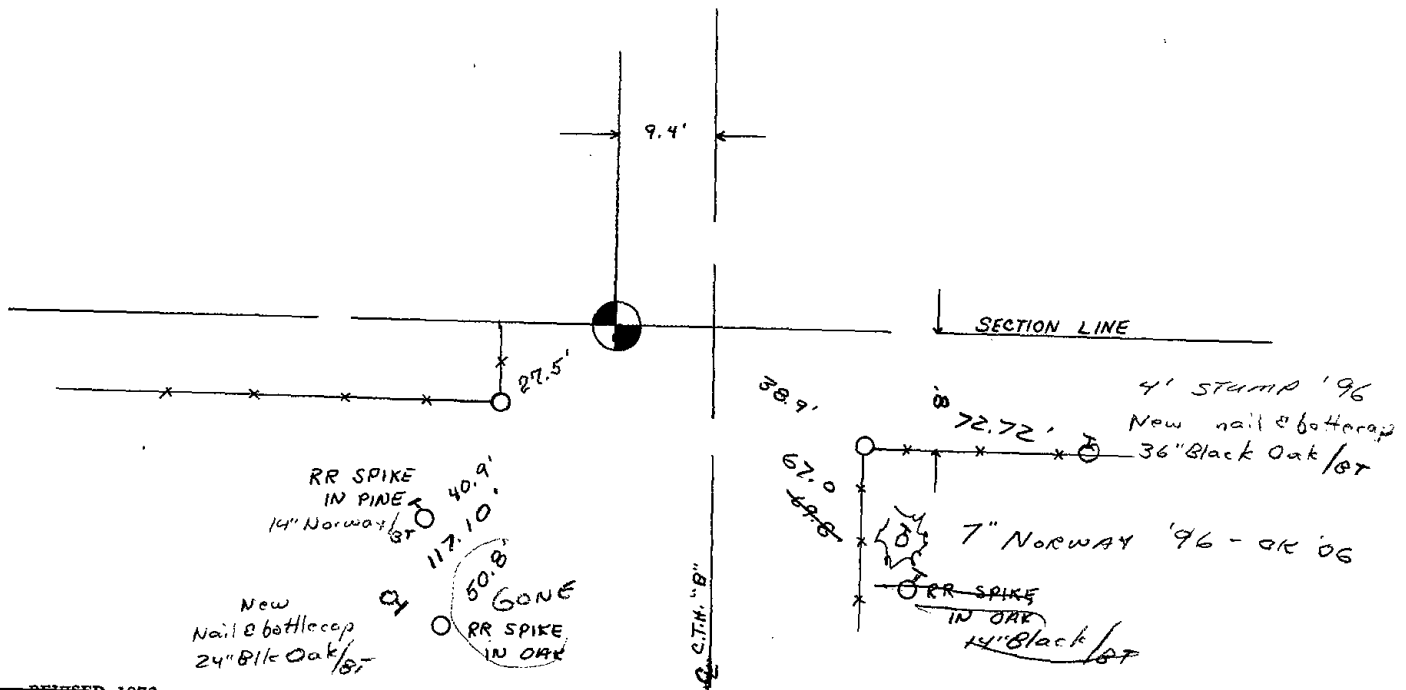 9.4'
SECTION LINE
27.5'
38.9'
8'
72.72'
4' STUMP '96
New nail & bottlecap
36" Black Oak/BT
RR SPIKE
IN PINE
14" Norway/BT
40.9'
117.10'
67.0
69.8
7" NORWAY '96 - OK '06
50.8'
GONE
RR SPIKE
IN OAK
New
Nail & bottlecap
24" Blk Oak/BT
RR SPIKE
IN OAK
14" Black/BT
C.T.H. "B"
REVISED 1973